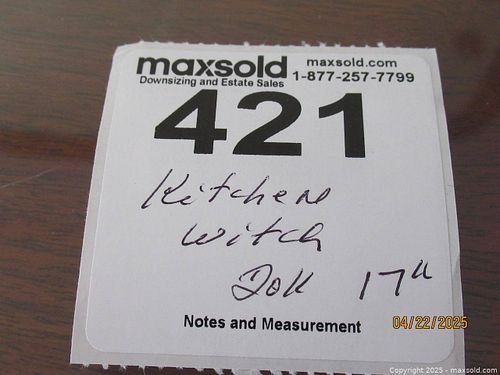 maxsold maxsold.com
Downsizing and Estate Sales 1-877-257-7799
421
Kitchen
Witch
Doll 17"
Notes and Measurement
04/22/2025
Copyright 2025 - maxsold.com